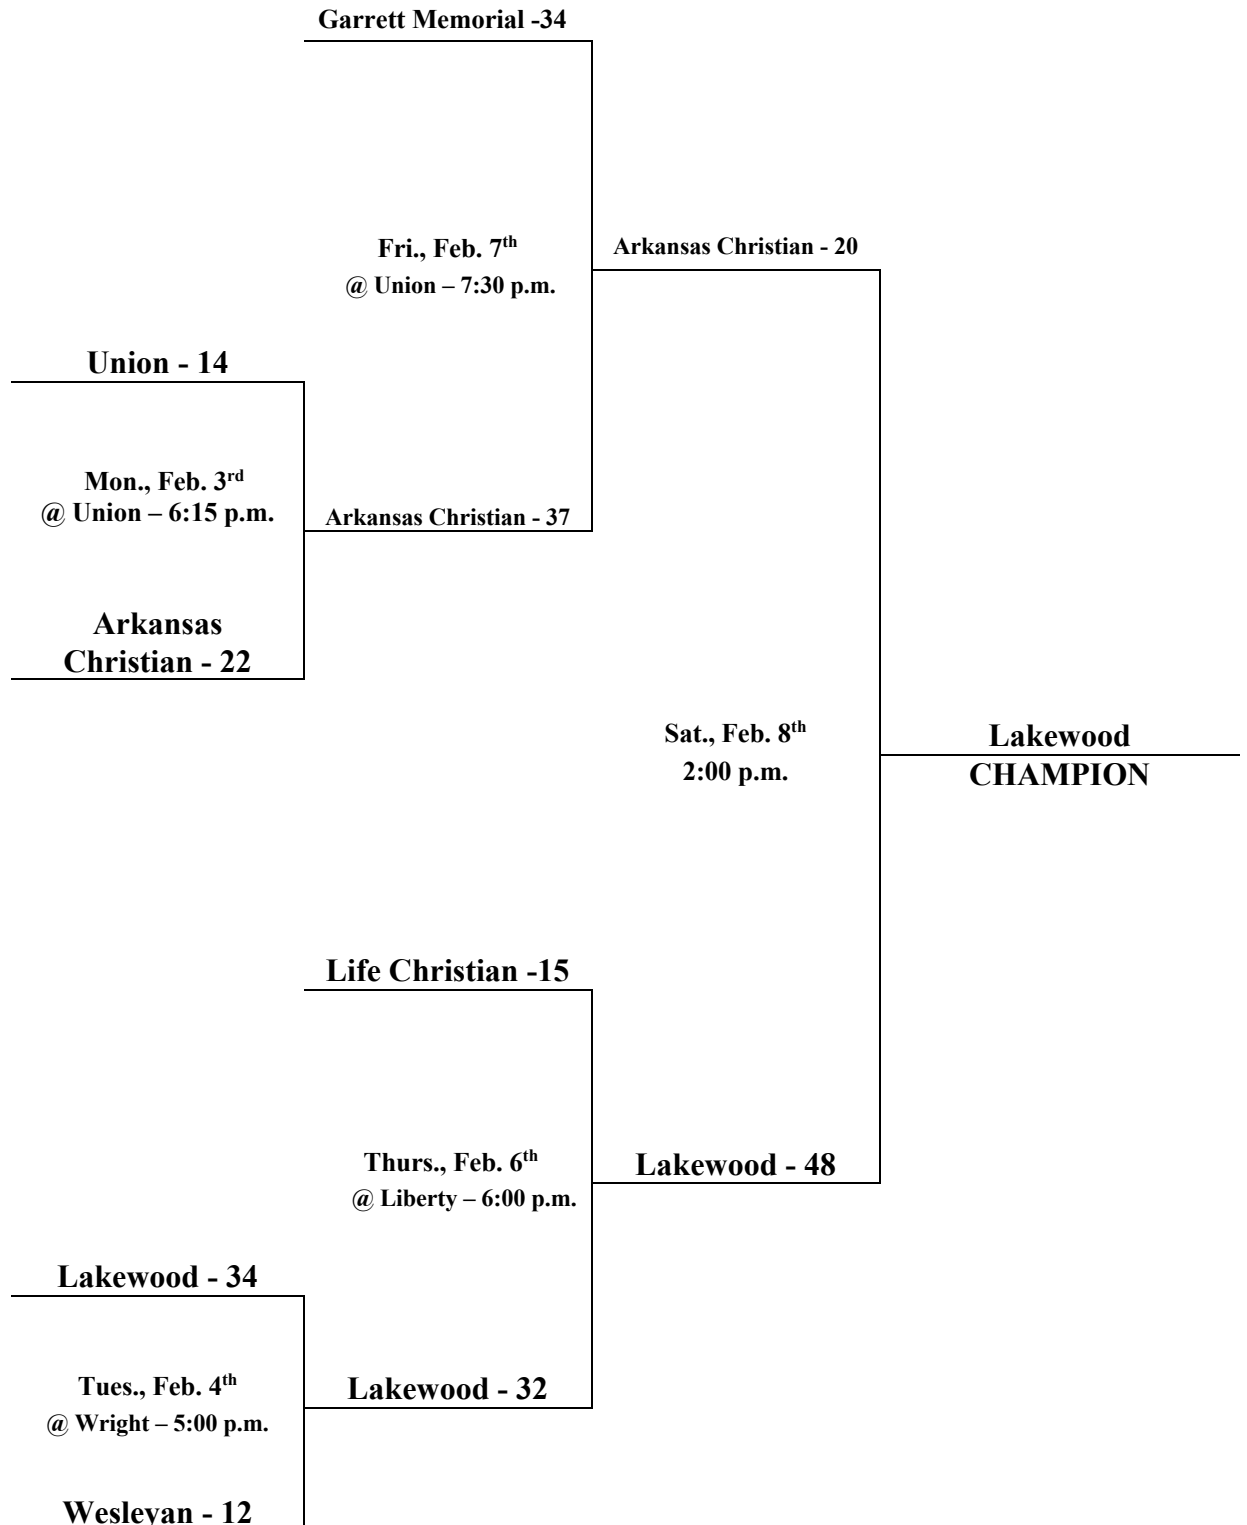 Garrett Memorial -34
Fri., Feb. 7th
@ Union – 7:30 p.m.
Arkansas Christian - 20
Union - 14
Mon., Feb. 3rd
@ Union – 6:15 p.m.
Arkansas Christian - 37
Arkansas
Christian - 22
Sat., Feb. 8th
2:00 p.m.
Lakewood
CHAMPION
Life Christian -15
Thurs., Feb. 6th
@ Liberty – 6:00 p.m.
Lakewood - 48
Lakewood - 34
Tues., Feb. 4th
@ Wright – 5:00 p.m.
Lakewood - 32
Wesleyan - 12